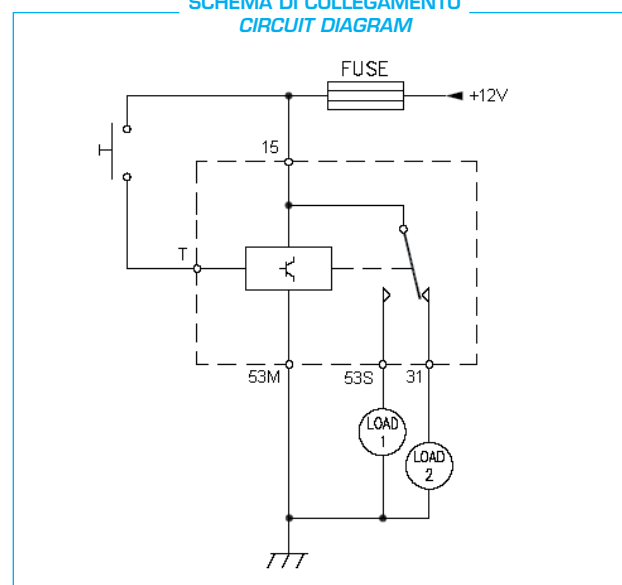 SCHEMA DI COLLEGAMENTO
CIRCUIT DIAGRAM
FUSE
+12V
15
T
53M
53S
31
LOAD
1
LOAD
2